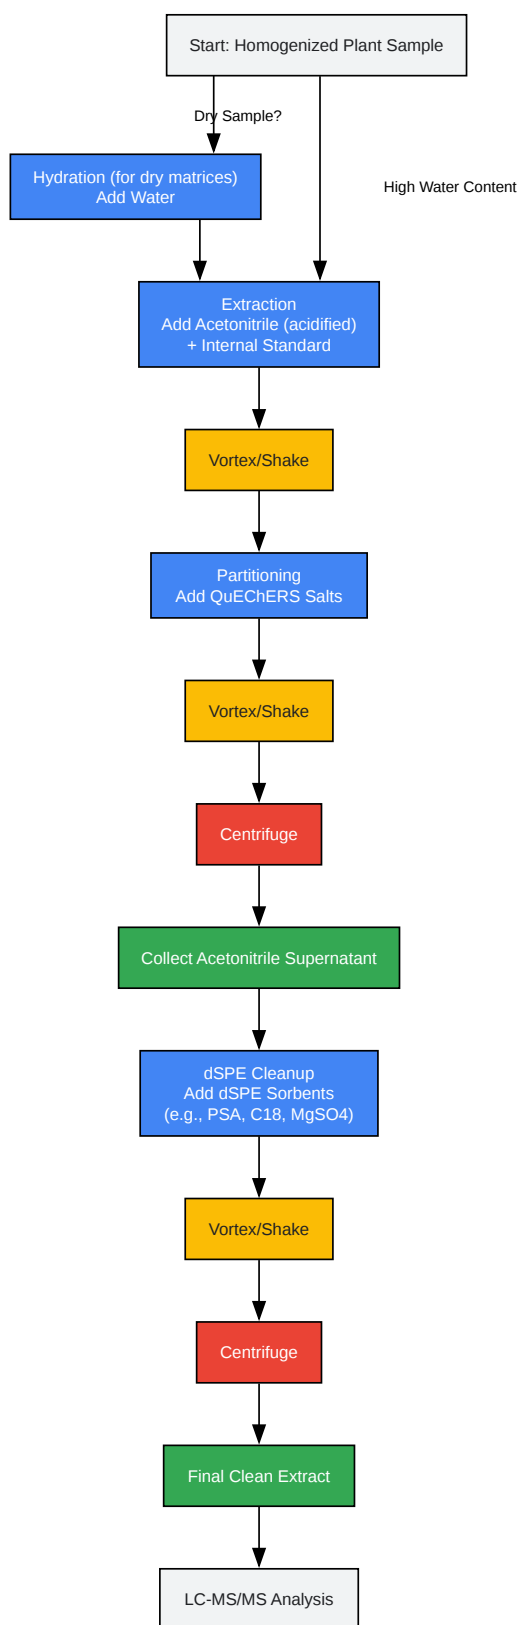 Start: Homogenized Plant Sample
Dry Sample?
Hydration (for dry matrices)
Add Water
High Water Content
Extraction
Add Acetonitrile (acidified)
+ Internal Standard
Vortex/Shake
Partitioning
Add QuEChERS Salts
Vortex/Shake
Centrifuge
Collect Acetonitrile Supernatant
dSPE Cleanup
Add dSPE Sorbents
(e.g., PSA, C18, MgSO4)
Vortex/Shake
Centrifuge
Final Clean Extract
LC-MS/MS Analysis